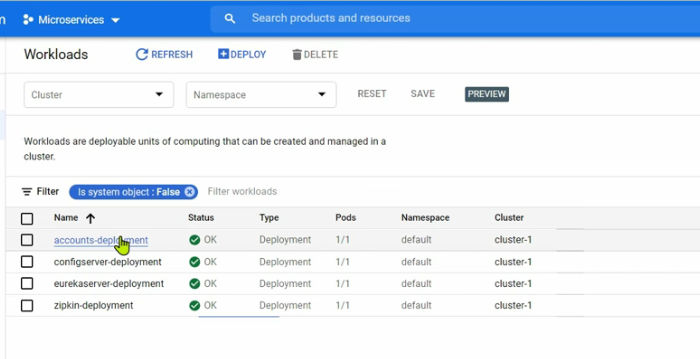 n Microservices Search products and resources
Workloads REFRESH DEPLOY DELETE
Cluster Namespace RESET SAVE PREVIEW
Workloads are deployable units of computing that can be created and managed in a
cluster.
Filter Is system object : False Filter workloads
Name Status Type Pods Namespace Cluster
accounts-deployment OK Deployment 1/1 default cluster-1
configserver-deployment OK Deployment 1/1 default cluster-1
eurekaserver-deployment OK Deployment 1/1 default cluster-1
zipkin-deployment OK Deployment 1/1 default cluster-1